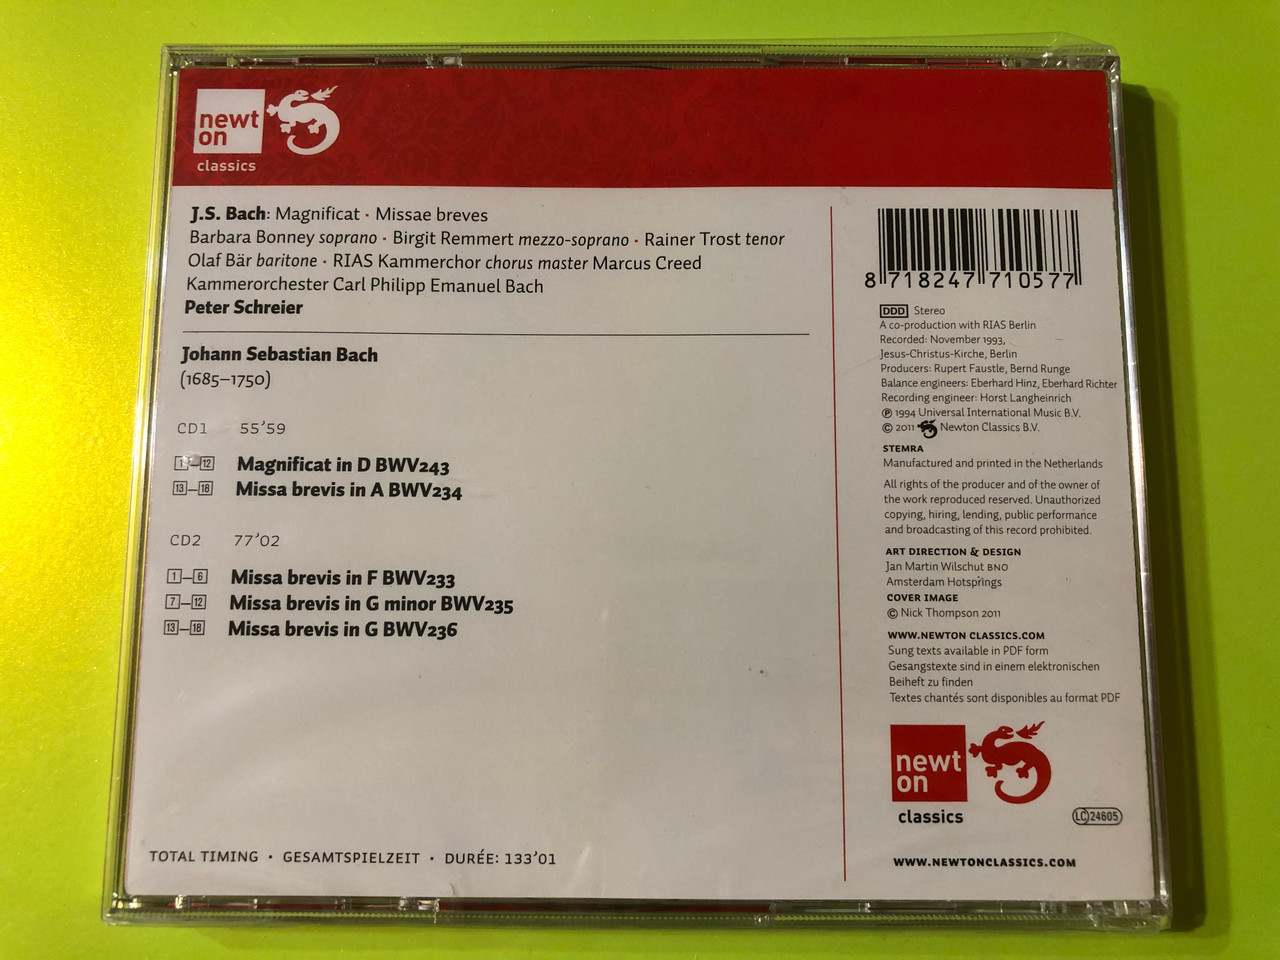 newt
on
classics
J.S. Bach: Magnificat · Missae breves
Barbara Bonney soprano · Birgit Remmert mezzo-soprano · Rainer Trost tenor
Olaf Bär baritone · RIAS Kammerchor chorus master Marcus Creed
Kammerorchester Carl Philipp Emanuel Bach
Peter Schreier
Johann Sebastian Bach
(1685–1750)
CD1 55’59
1–12 Magnificat in D BWV243
13–18 Missa brevis in A BWV234
CD2 77’02
1–6 Missa brevis in F BWV233
7–12 Missa brevis in G minor BWV235
13–18 Missa brevis in G BWV236
TOTAL TIMING · GESAMTSPIELZEIT · DURÉE: 133’01
8 718247 710577
DDD Stereo
A co-production with RIAS Berlin
Recorded: November 1993,
Jesus-Christus-Kirche, Berlin
Producers: Rupert Faustle, Bernd Runge
Balance engineers: Eberhard Hinz, Eberhard Richter
Recording engineer: Horst Langheinrich
℗ 1994 Universal International Music B.V.
© 2011 Newton Classics B.V.
STEMRA
Manufactured and printed in the Netherlands
All rights of the producer and of the owner of
the work reproduced reserved. Unauthorized
copying, hiring, lending, public performance
and broadcasting of this record prohibited.
ART DIRECTION & DESIGN
Jan Martin Wilschut BNO
Amsterdam Hotsprings
COVER IMAGE
© Nick Thompson 2011
WWW.NEWTON CLASSICS.COM
Sung texts available in PDF form
Gesangstexte sind in einem elektronischen
Beiheft zu finden
Textes chantés sont disponibles au format PDF
newt
on
classics
LC 24605
WWW.NEWTONCLASSICS.COM